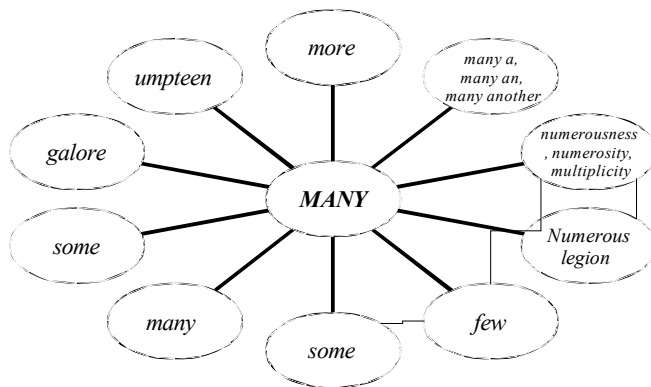 more
many a,
many an,
many another
umpteen
numerousness
, numerosity,
multiplicity
galore
MANY
some
Numerous
legion
many
few
some